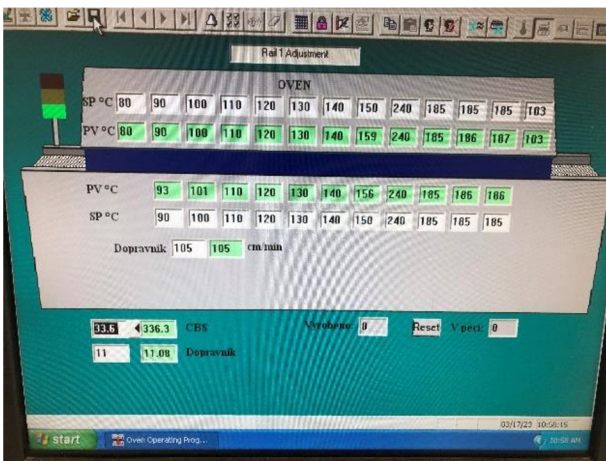 Rail 1 Adjustment
OVEN
SP °C 80 90 100 110 120 130 140 150 240 185 185 185 103
PV °C 80 90 100 110 120 130 140 159 240 185 186 187 103
PV °C 93 101 110 120 130 140 156 240 185 186 186
SP °C 90 100 110 120 130 140 150 240 185 185 185
Dopravnik 105 105 cm/min
33.6 336.3 CBS Vyrobeno: 0 Reset V peci: 0
11 11.08 Dopravnik
10:58:15
start Oven Operating Prog... 10:58 AM